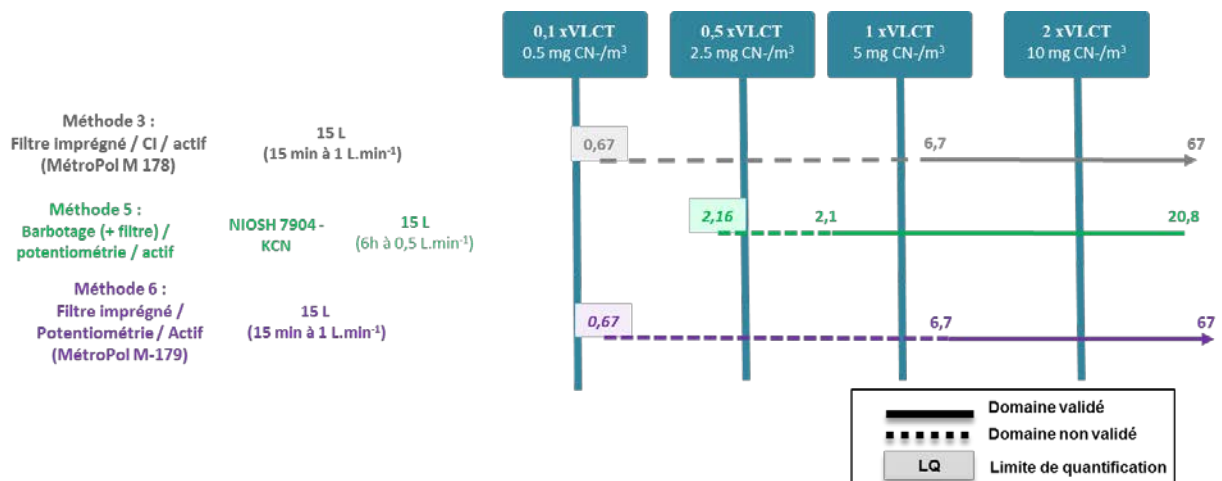 0,1 xVLCT
0.5 mg CN-/m³
0,5 xVLCT
2.5 mg CN-/m³
1 xVLCT
5 mg CN-/m³
2 xVLCT
10 mg CN-/m³
Méthode 3 :
Filtre imprégné / CI / actif
(MétroPol M 178)
15 L
(15 min à 1 L.min⁻¹)
0,67
6,7
67
Méthode 5 :
Barbotage (+ filtre) /
potentiométrie / actif
NIOSH 7904 -
KCN
15 L
(6h à 0,5 L.min⁻¹)
2,16
2,1
20,8
Méthode 6 :
Filtre imprégné /
Potentiométrie / Actif
(MétroPol M-179)
15 L
(15 min à 1 L.min⁻¹)
0,67
6,7
67
Domaine validé
Domaine non validé
LQ
Limite de quantification